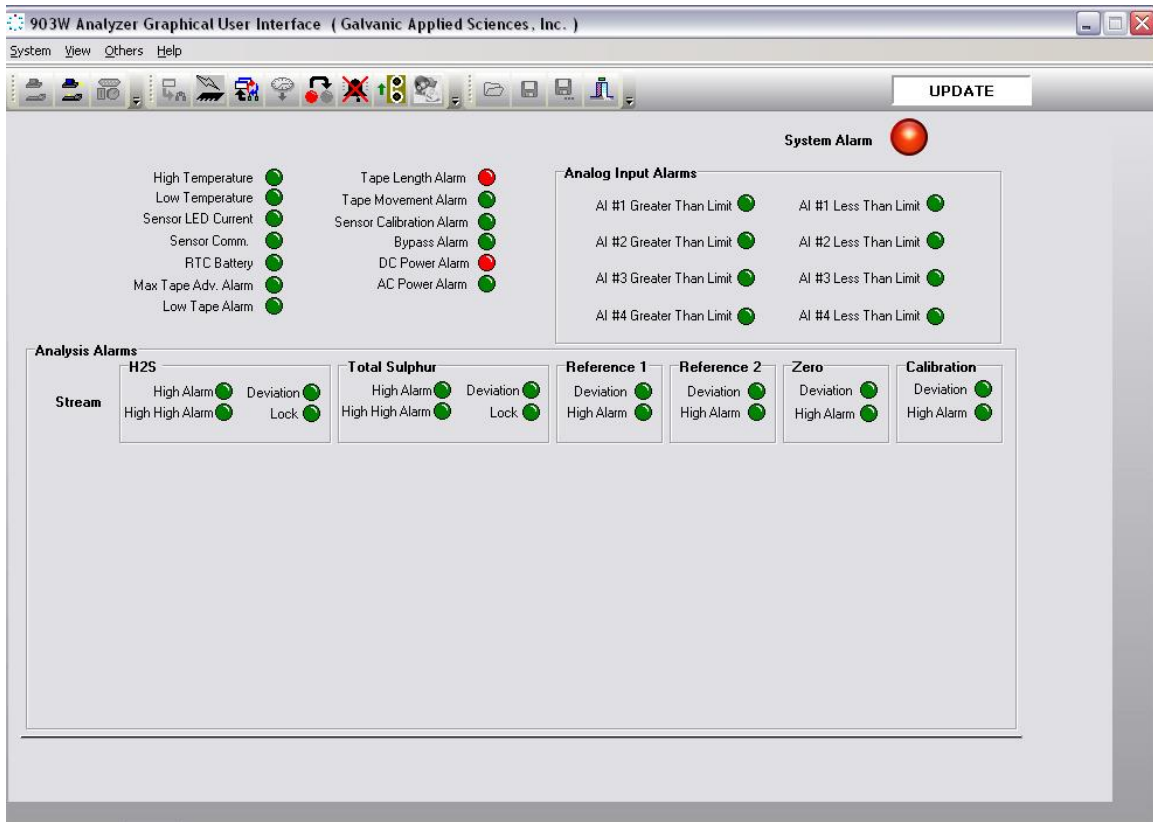 903W Analyzer Graphical User Interface ( Galvanic Applied Sciences, Inc. )
System View Others Help
UPDATE
System Alarm
High Temperature
Low Temperature
Sensor LED Current
Sensor Comm.
RTC Battery
Max Tape Adv. Alarm
Low Tape Alarm
Tape Length Alarm
Tape Movement Alarm
Sensor Calibration Alarm
Bypass Alarm
DC Power Alarm
AC Power Alarm
Analog Input Alarms
AI #1 Greater Than Limit AI #1 Less Than Limit
AI #2 Greater Than Limit AI #2 Less Than Limit
AI #3 Greater Than Limit AI #3 Less Than Limit
AI #4 Greater Than Limit AI #4 Less Than Limit
Analysis Alarms
Stream
H2S
High Alarm Deviation
High High Alarm Lock
Total Sulphur
High Alarm Deviation
High High Alarm Lock
Reference 1
Deviation
High Alarm
Reference 2
Deviation
High Alarm
Zero
Deviation
High Alarm
Calibration
Deviation
High Alarm